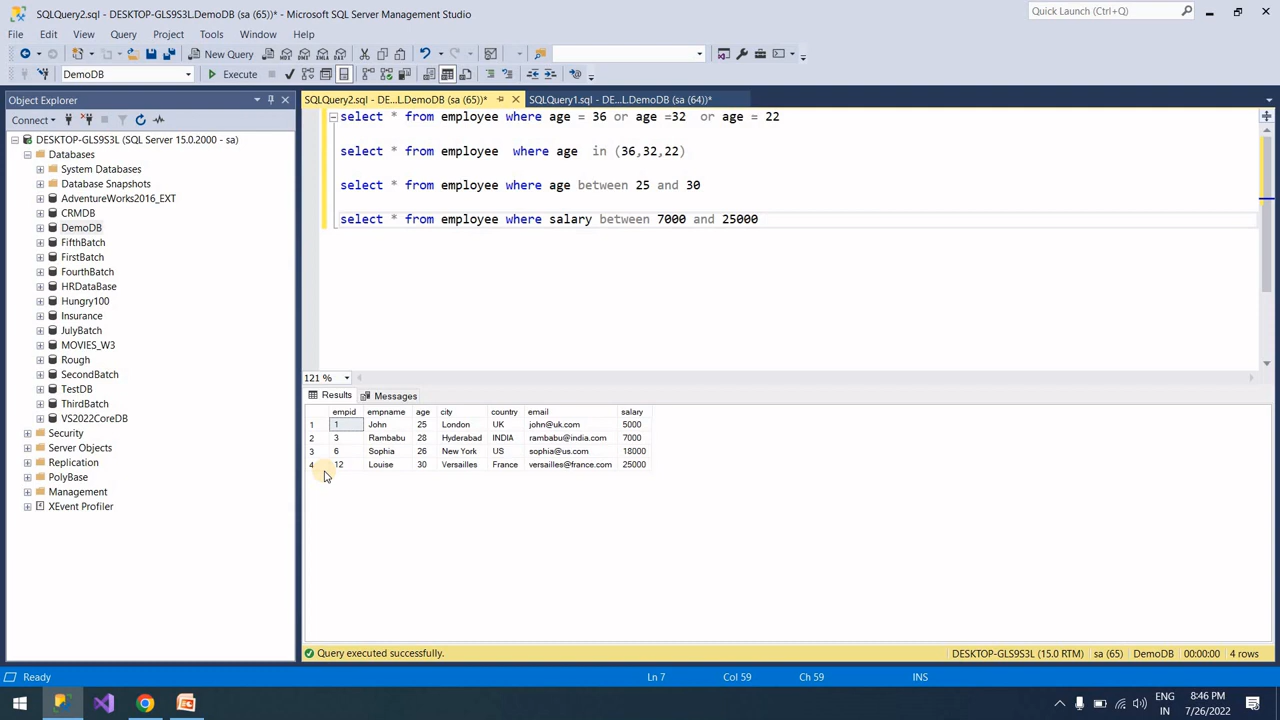 SQLQuery2.sql - DESKTOP-GLS9S3L.DemoDB (sa (65))* - Microsoft SQL Server Management Studio
Quick Launch (Ctrl+Q)
File Edit View Query Project Tools Window Help
New Query
MDX DMX XMLA DAX
DemoDB
Execute
Object Explorer
Connect
DESKTOP-GLS9S3L (SQL Server 15.0.2000 - sa)
Databases
System Databases
Database Snapshots
AdventureWorks2016_EXT
CRMDB
DemoDB
FifthBatch
FirstBatch
FourthBatch
HRDataBase
Hungry100
Insurance
JulyBatch
MOVIES_W3
Rough
SecondBatch
TestDB
ThirdBatch
VS2022CoreDB
Security
Server Objects
Replication
PolyBase
Management
XEvent Profiler
SQLQuery2.sql - DE...L.DemoDB (sa (65))*
SQLQuery1.sql - DE...L.DemoDB (sa (64))*
select * from employee where age = 36 or age =32 or age = 22
select * from employee where age in (36,32,22)
select * from employee where age between 25 and 30
select * from employee where salary between 7000 and 25000
121 %
Results Messages
empid empname age city country email salary
1 1 John 25 London UK john@uk.com 5000
2 3 Rambabu 28 Hyderabad INDIA rambabu@india.com 7000
3 6 Sophia 26 New York US sophia@us.com 18000
4 12 Louise 30 Versailles France versailles@france.com 25000
Query executed successfully.
DESKTOP-GLS9S3L (15.0 RTM) sa (65) DemoDB 00:00:00 4 rows
Ready
Ln 7 Col 59 Ch 59 INS
ENG
IN
8:46 PM
7/26/2022